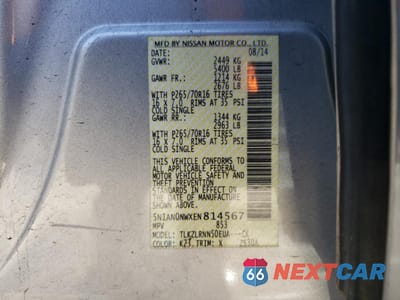 MFD BY NISSAN MOTOR CO., LTD.
DATE: 08/14
GVWR: 2449 KG
5400 LB
GAWR FR.: 1214 KG
2676 LB
WITH P265/70R16 TIRES
16 X 7.0 RIMS AT 35 PSI
COLD SINGLE
GAWR RR.: 1344 KG
2963 LB
WITH P265/70R16 TIRES
16 X 7.0 RIMS AT 35 PSI
COLD SINGLE
THIS VEHICLE CONFORMS TO ALL
APPLICABLE FEDERAL MOTOR
VEHICLE SAFETY
STANDARDS IN EFFECT ON THE
DATE OF MANUFACTURE
SHOWN ABOVE.
5N1AN0NWXEN814567
MPV 853
MODEL: TLKZLRNN50EUA---CK
COLOR: K23 TRIM: X
66 NEXTCAR